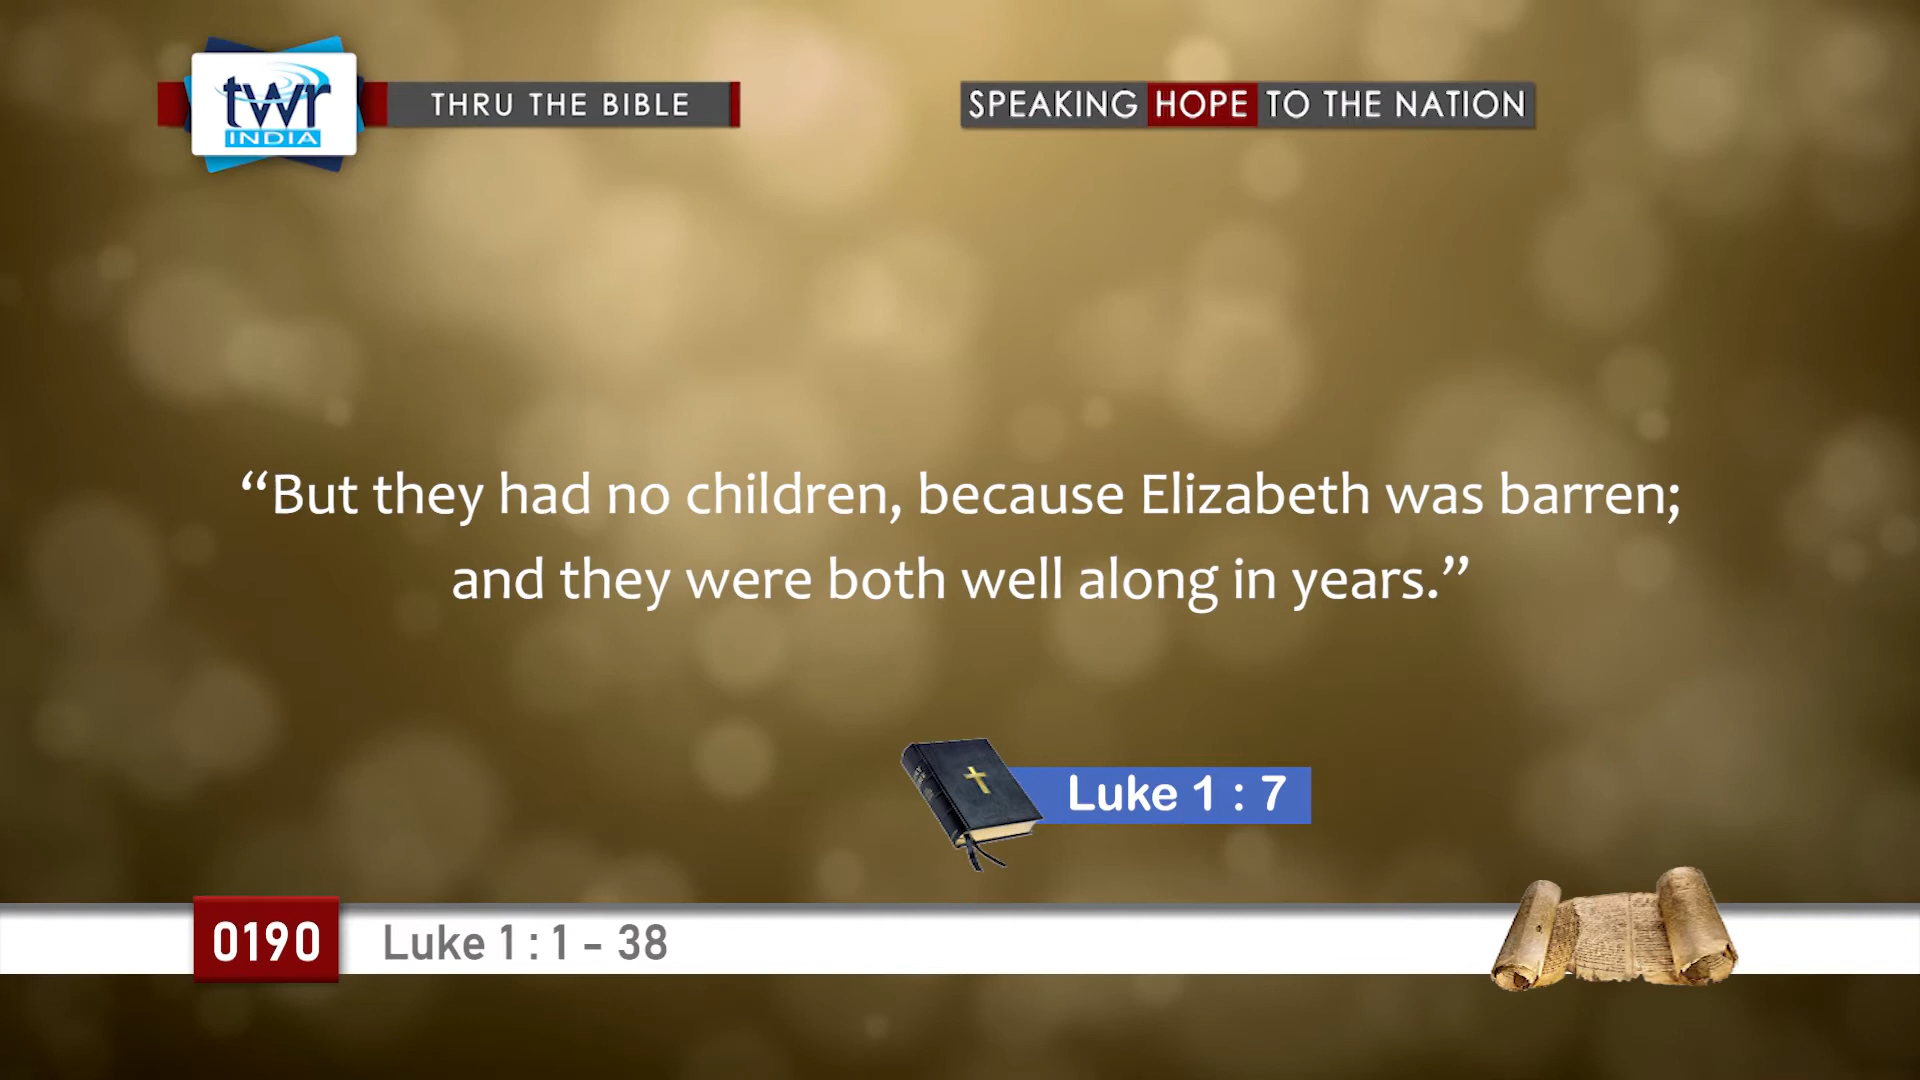 twr
INDIA
THRU THE BIBLE
SPEAKING HOPE TO THE NATION
“But they had no children, because Elizabeth was barren;
and they were both well along in years.”
Luke 1 : 7
0190
Luke 1 : 1 - 38